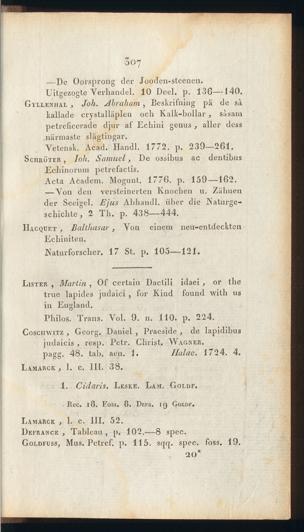 307
—De Oorsprong der Jooden-steenen.
Uitgezogte Verhandel. 10 Deel. p. 136—140.
GYLLENHAL, Joh. Abraham, Beskrifning på de så
kallade crystalläplen och Kalk-bollar, såsam
petreficerade djur af Echini genus, aller dess
närmaste slägtingar.
Vetensk. Acad. Handl. 1772. p. 239—261.
SCHRÖTER, Ioh. Samuel, De ossibus ac dentibus
Echinorum petrefactis.
Acta Academ. Mogunt. 1776. p. 159—162.
—Von den versteinerten Knochen u. Zähnen
der Seeigel. Ejus Abhandl. über die Naturge-
schichte, 2 Th. p. 438—444.
HACQUET, Balthasar, Von einem neu-entdeckten
Echiniten.
Naturforscher. 17 St. p. 105—121.
LISTER, Martin, Of certain Dactili idaei, or the
true lapides judaici, for Kind found with us
in England.
Philos. Trans. Vol. 9. n. 110. p. 224.
COSCHWITZ, Georg. Daniel, Praeside, de lapidibus
judaicis, resp. Petr. Christ. WAGNER.
pagg. 48. tab. aen. 1. Halae. 1724. 4.
LAMARCK, l. c. III. 38.
1. Cidaris. LESKE. LAM. GOLDF.
REC. 18. FOSS. 8. DEFR. 19 GOLDF.
LAMARCK, l. c. III. 52.
DEFRANCE, Tableau, p. 102.—8 spec.
GOLDFUSS, Mus. Petref. p. 115. sqq. spec. foss. 19.
20*